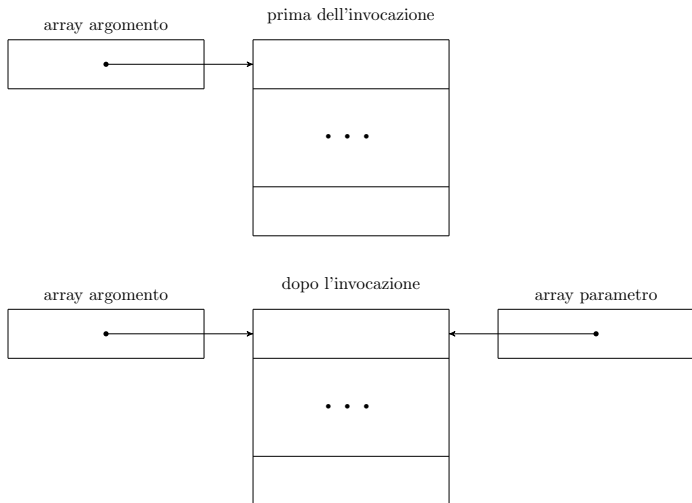 prima dell'invocazione
array argomento
dopo l'invocazione
array argomento
array parametro